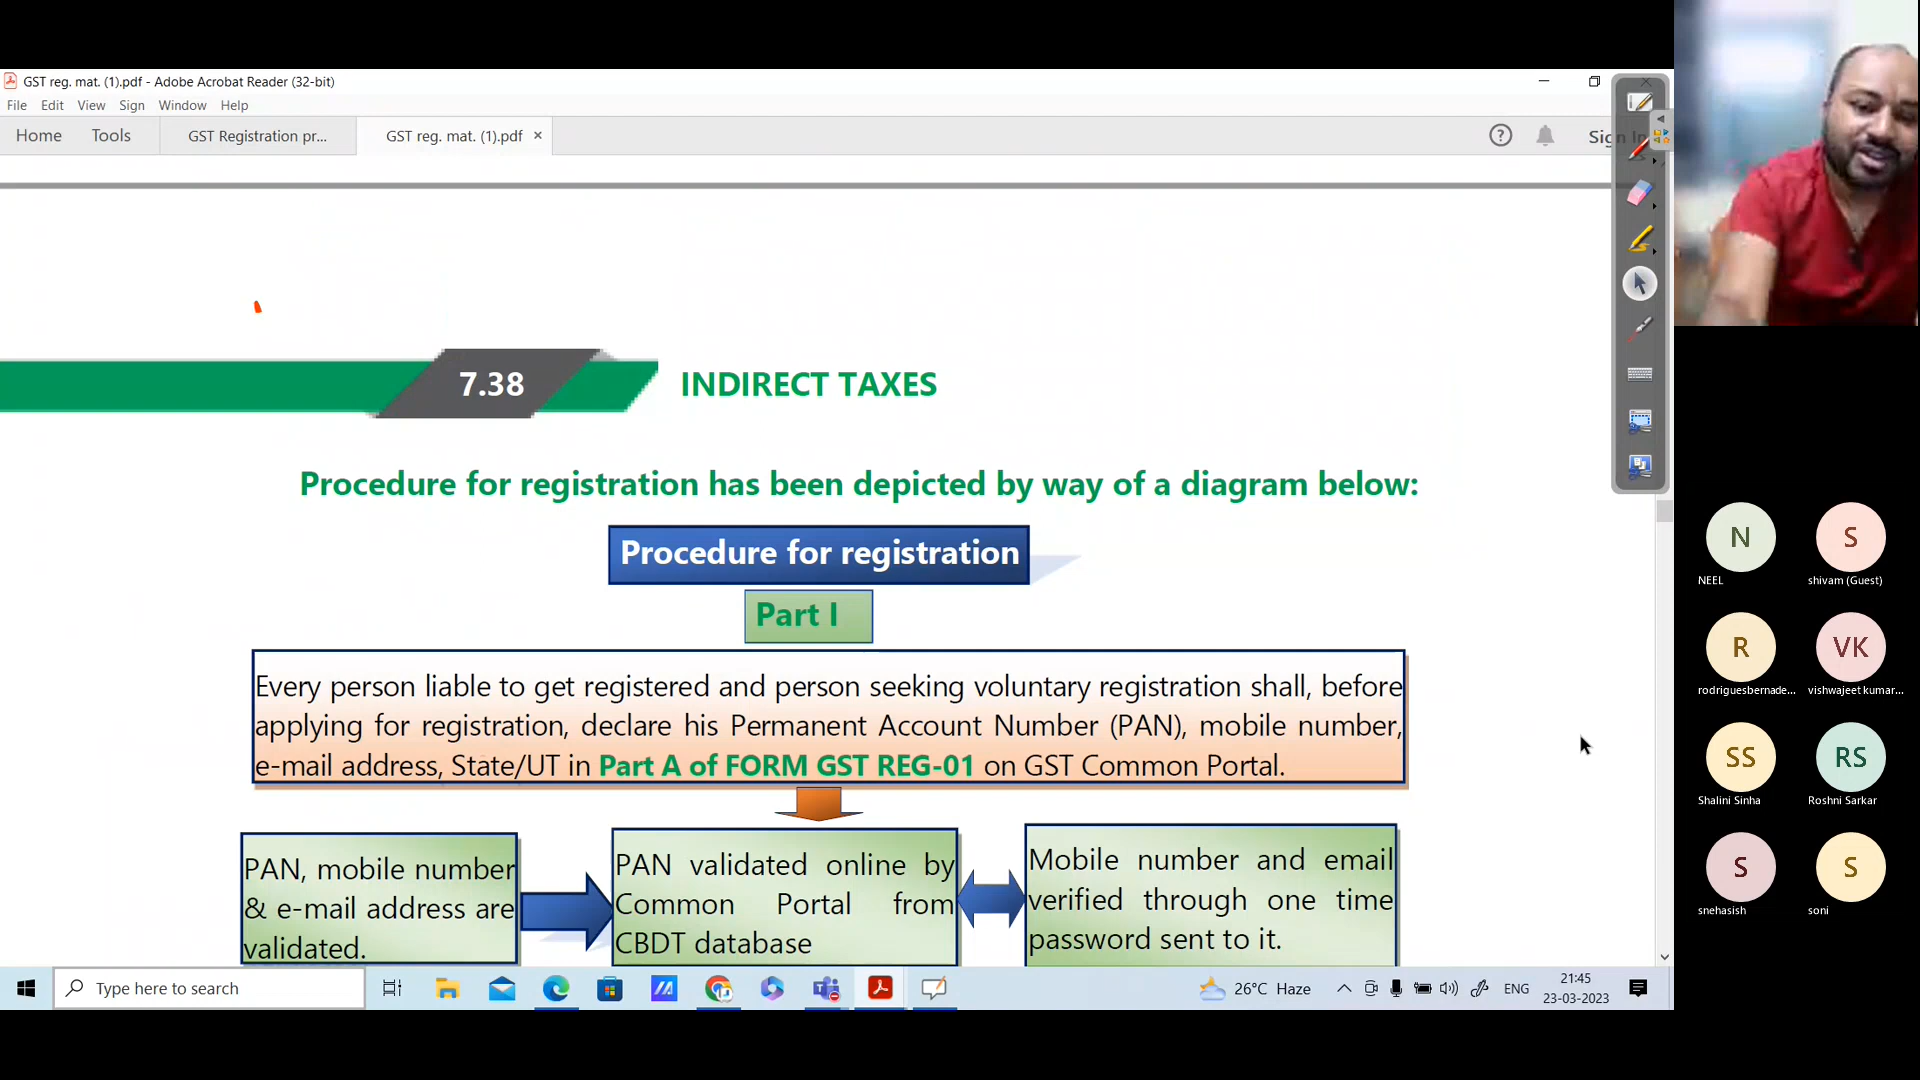 GST reg. mat. (1).pdf - Adobe Acrobat Reader (32-bit)
File Edit View Sign Window Help
Home Tools GST Registration pr... GST reg. mat. (1).pdf × Sign In
7.38 INDIRECT TAXES
Procedure for registration has been depicted by way of a diagram below:
Procedure for registration
Part I
Every person liable to get registered and person seeking voluntary registration shall, before
applying for registration, declare his Permanent Account Number (PAN), mobile number,
e-mail address, State/UT in Part A of FORM GST REG-01 on GST Common Portal.
PAN, mobile number
& e-mail address are
validated.
PAN validated online by
Common Portal from
CBDT database
Mobile number and email
verified through one time
password sent to it.
Type here to search
26°C Haze
ENG
21:45
23-03-2023
N
NEEL
S
shivam (Guest)
R
rodriguesbernade...
VK
vishwajeet kumar...
SS
Shalini Sinha
RS
Roshni Sarkar
S
snehasish
S
soni